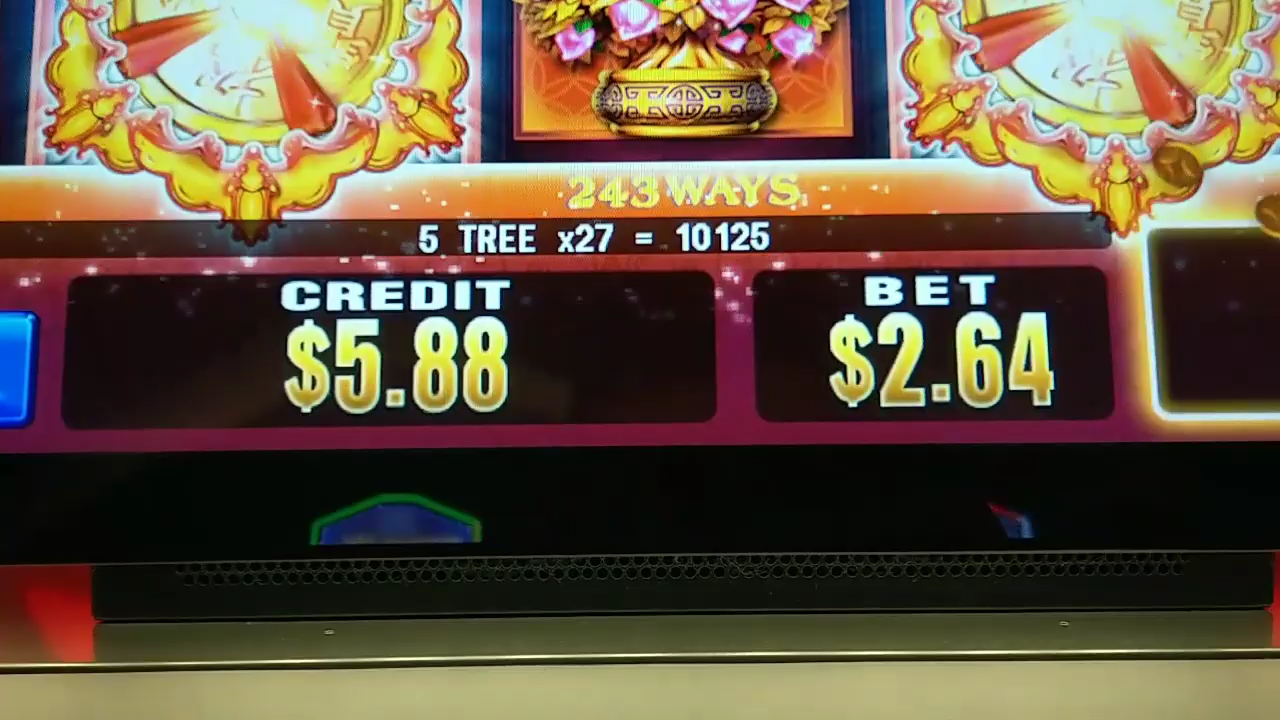 243 WAYS
5 TREE x27 = 10125
CREDIT
$5.88
BET
$2.64